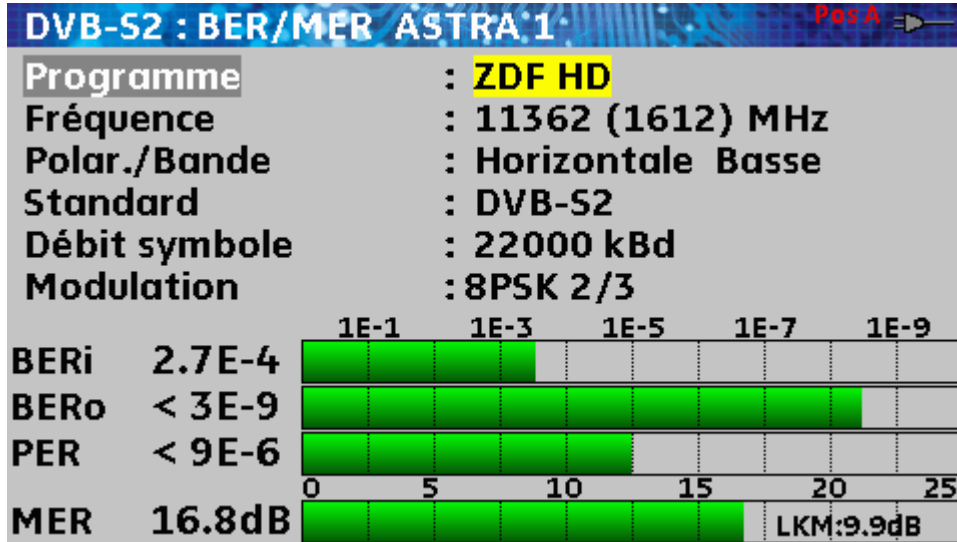 DVB-S2 : BER/MER ASTRA 1 Pos A
Programme : ZDF HD
Fréquence : 11362 (1612) MHz
Polar./Bande : Horizontale Basse
Standard : DVB-S2
Débit symbole : 22000 kBd
Modulation :8PSK 2/3
1E-1 1E-3 1E-5 1E-7 1E-9
BERi 2.7E-4
BERo < 3E-9
PER < 9E-6
0 5 10 15 20 25
MER 16.8dB LKM:9.9dB